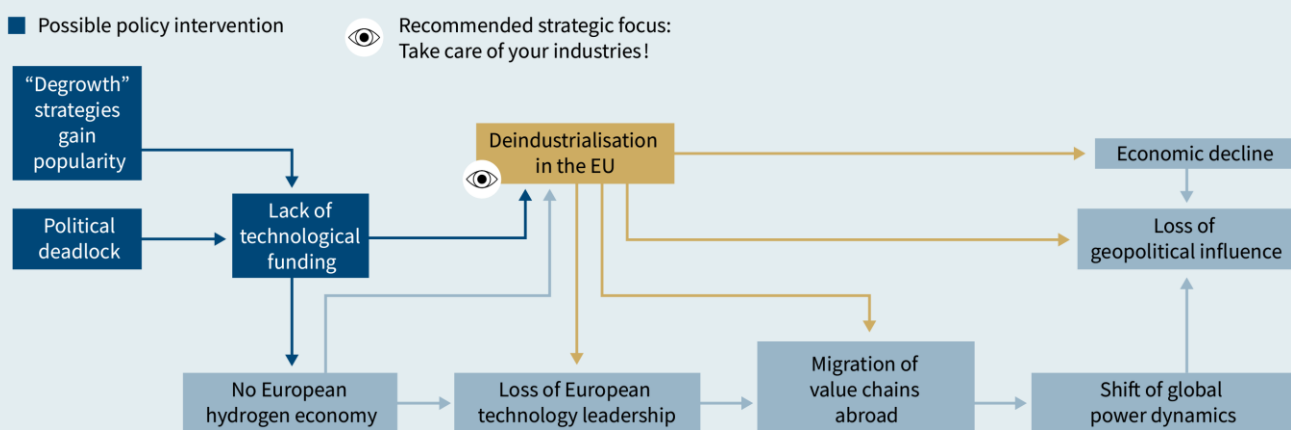 Possible policy intervention
Recommended strategic focus:
Take care of your industries!
“Degrowth”
strategies
gain
popularity
Political
deadlock
Lack of
technological
funding
Deindustrialisation
in the EU
Economic decline
Loss of
geopolitical influence
No European
hydrogen economy
Loss of European
technology leadership
Migration of
value chains
abroad
Shift of global
power dynamics